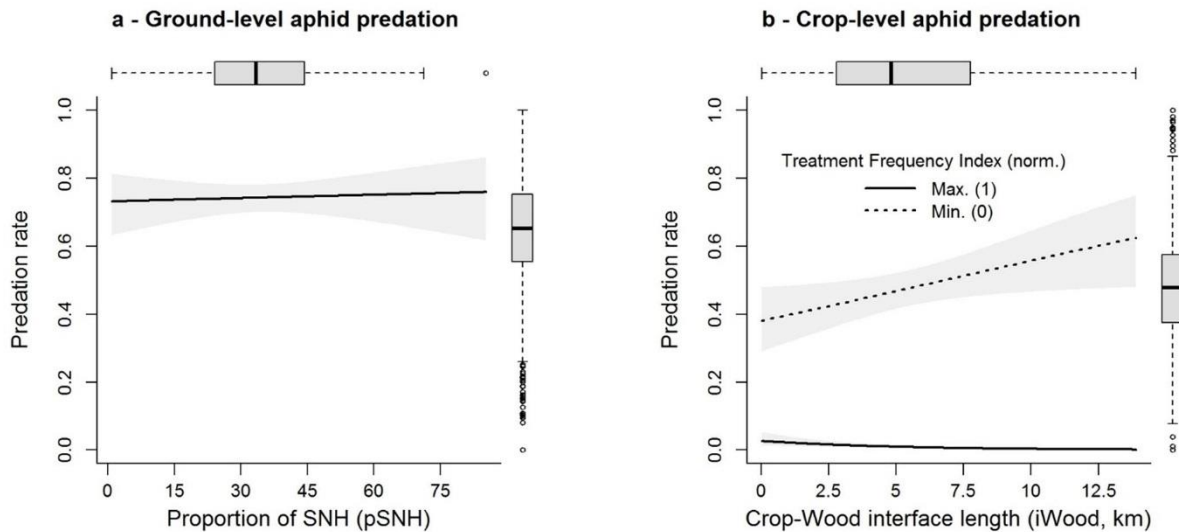 a - Ground-level aphid predation
Predation rate
1.0
0.8
0.6
0.4
0.2
0.0
0 15 30 45 60 75
Proportion of SNH (pSNH)
b - Crop-level aphid predation
Predation rate
1.0
0.8
0.6
0.4
0.2
0.0
Treatment Frequency Index (norm.)
Max. (1)
Min. (0)
0 2.5 5 7.5 10 12.5
Crop-Wood interface length (iWood, km)